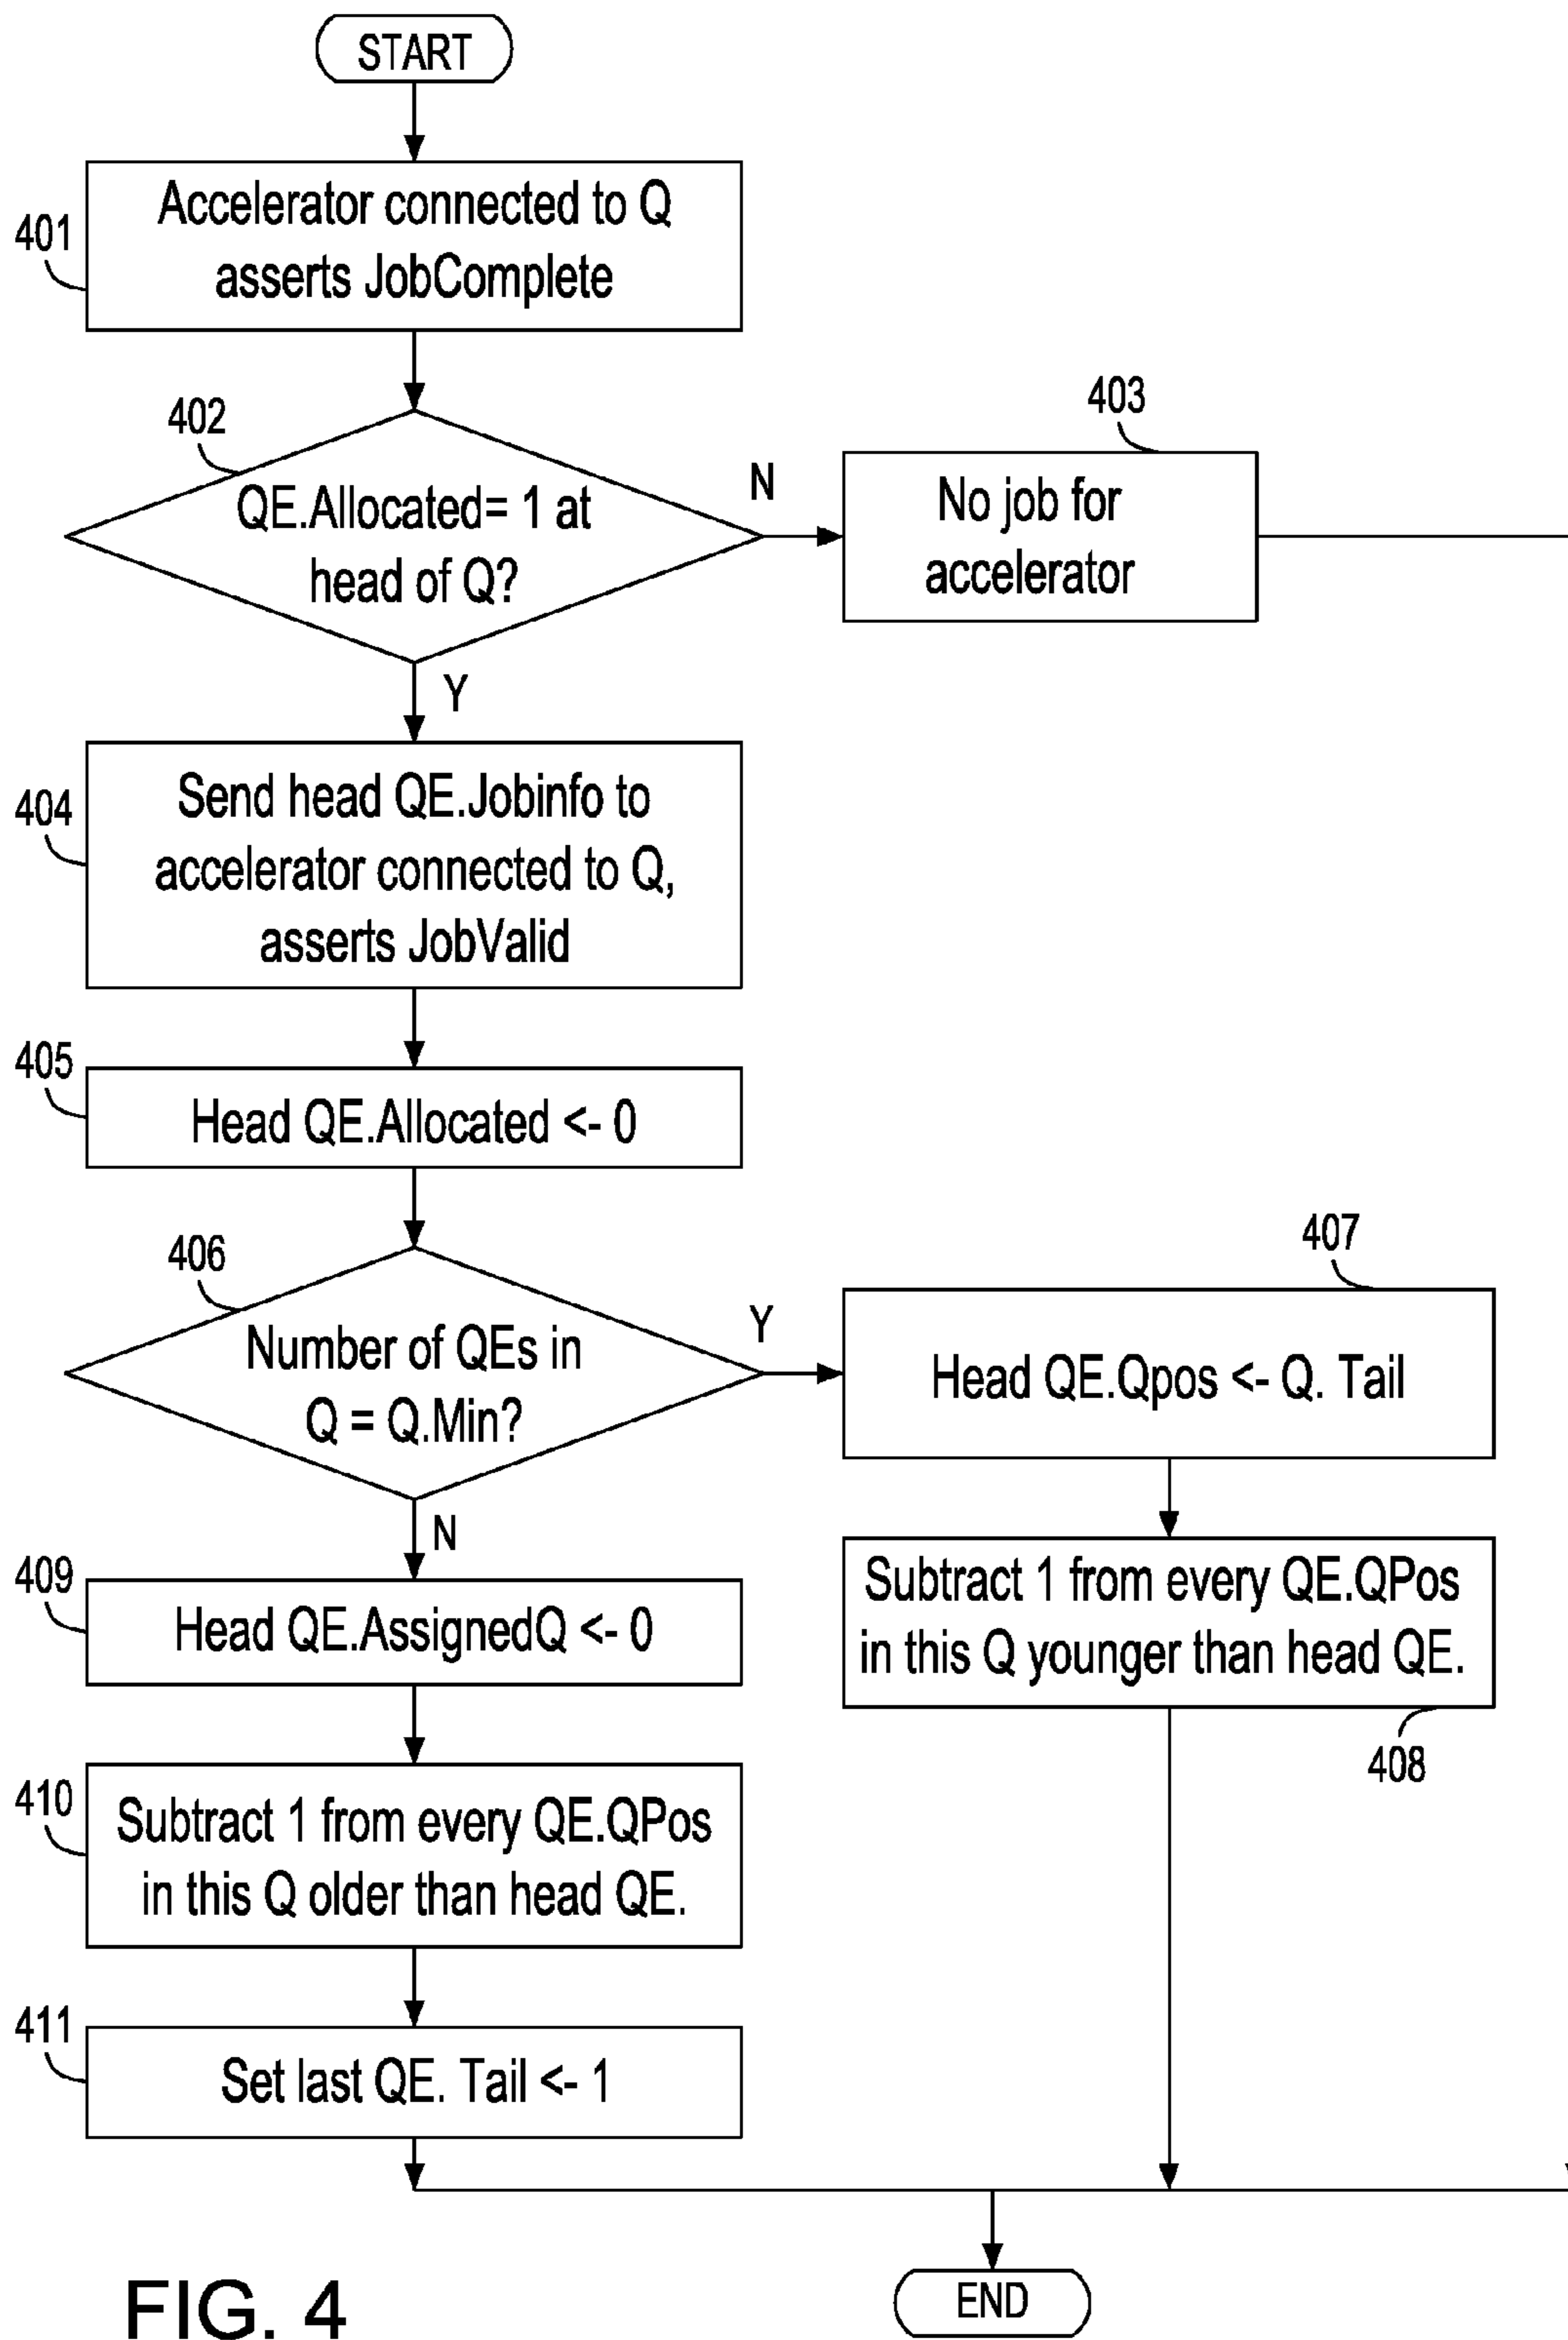 START
401
Accelerator connected to Q
asserts JobComplete
402
QE.Allocated= 1 at
head of Q?
N
403
No job for
accelerator
Y
404
Send head QE.Jobinfo to
accelerator connected to Q,
asserts JobValid
405
Head QE.Allocated <- 0
406
Number of QEs in
Q = Q.Min?
Y
407
Head QE.Qpos <- Q. Tail
Subtract 1 from every QE.QPos
in this Q younger than head QE.
408
N
409
Head QE.AssignedQ <- 0
410
Subtract 1 from every QE.QPos
in this Q older than head QE.
411
Set last QE. Tail <- 1
END
FIG. 4